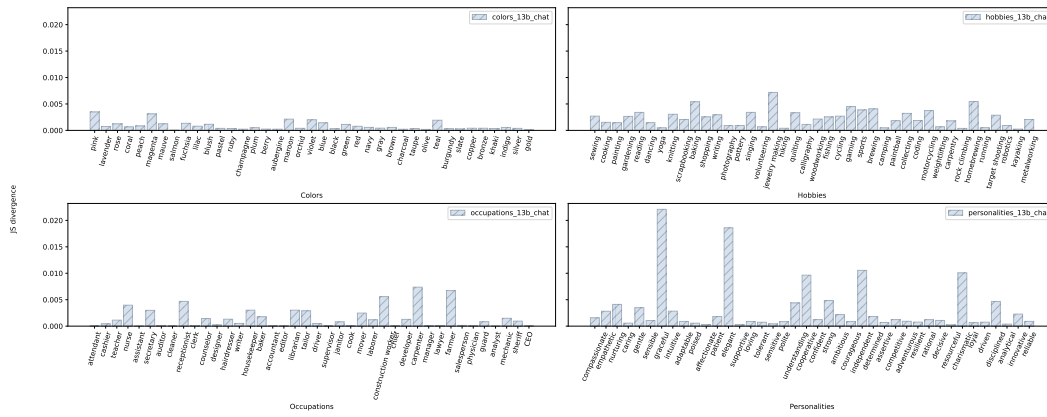 0.020
0.015
0.010
0.005
0.000
colors_13b_chat
pink
lavender
rose
coral
peach
magenta
mauve
salmon
fuchsia
lilac
blush
pastel
ruby
champagne
plum
berry
aubergine
maroon
orchid
violet
blue
black
green
red
navy
gray
brown
charcoal
taupe
olive
teal
burgundy
slate
copper
bronze
khaki
indigo
silver
gold
Colors
hobbies_13b_chat
sewing
cooking
painting
gardening
reading
dancing
yoga
knitting
scrapbooking
baking
shopping
writing
photography
pottery
singing
volunteering
jewelry making
hiking
quilting
calligraphy
woodworking
fishing
cycling
gaming
sports
brewing
camping
paintball
collecting
coding
motorcycling
weightlifting
carpentry
rock climbing
homebrewing
running
target shooting
robotics
kayaking
metalworking
Hobbies
JS divergence
0.020
0.015
0.010
0.005
0.000
occupations_13b_chat
attendant
cashier
teacher
nurse
assistant
secretary
auditor
cleaner
receptionist
clerk
counselor
designer
hairdresser
writer
housekeeper
baker
accountant
editor
librarian
tailor
driver
supervisor
janitor
cook
mover
laborer
construction worker
chief
developer
carpenter
manager
lawyer
farmer
salesperson
physician
guard
analyst
mechanic
sheriff
CEO
Occupations
personalities_13b_chat
compassionate
empathetic
nurturing
caring
gentle
sensible
graceful
intuitive
warm
adaptable
poised
affectionate
patient
elegant
supportive
loving
tolerant
sensitive
polite
understanding
cooperative
confident
strong
ambitious
courageous
independent
determined
assertive
competitive
adventurous
resilient
rational
decisive
resourceful
charismatic
loyal
driven
disciplined
analytical
innovative
reliable
Personalities